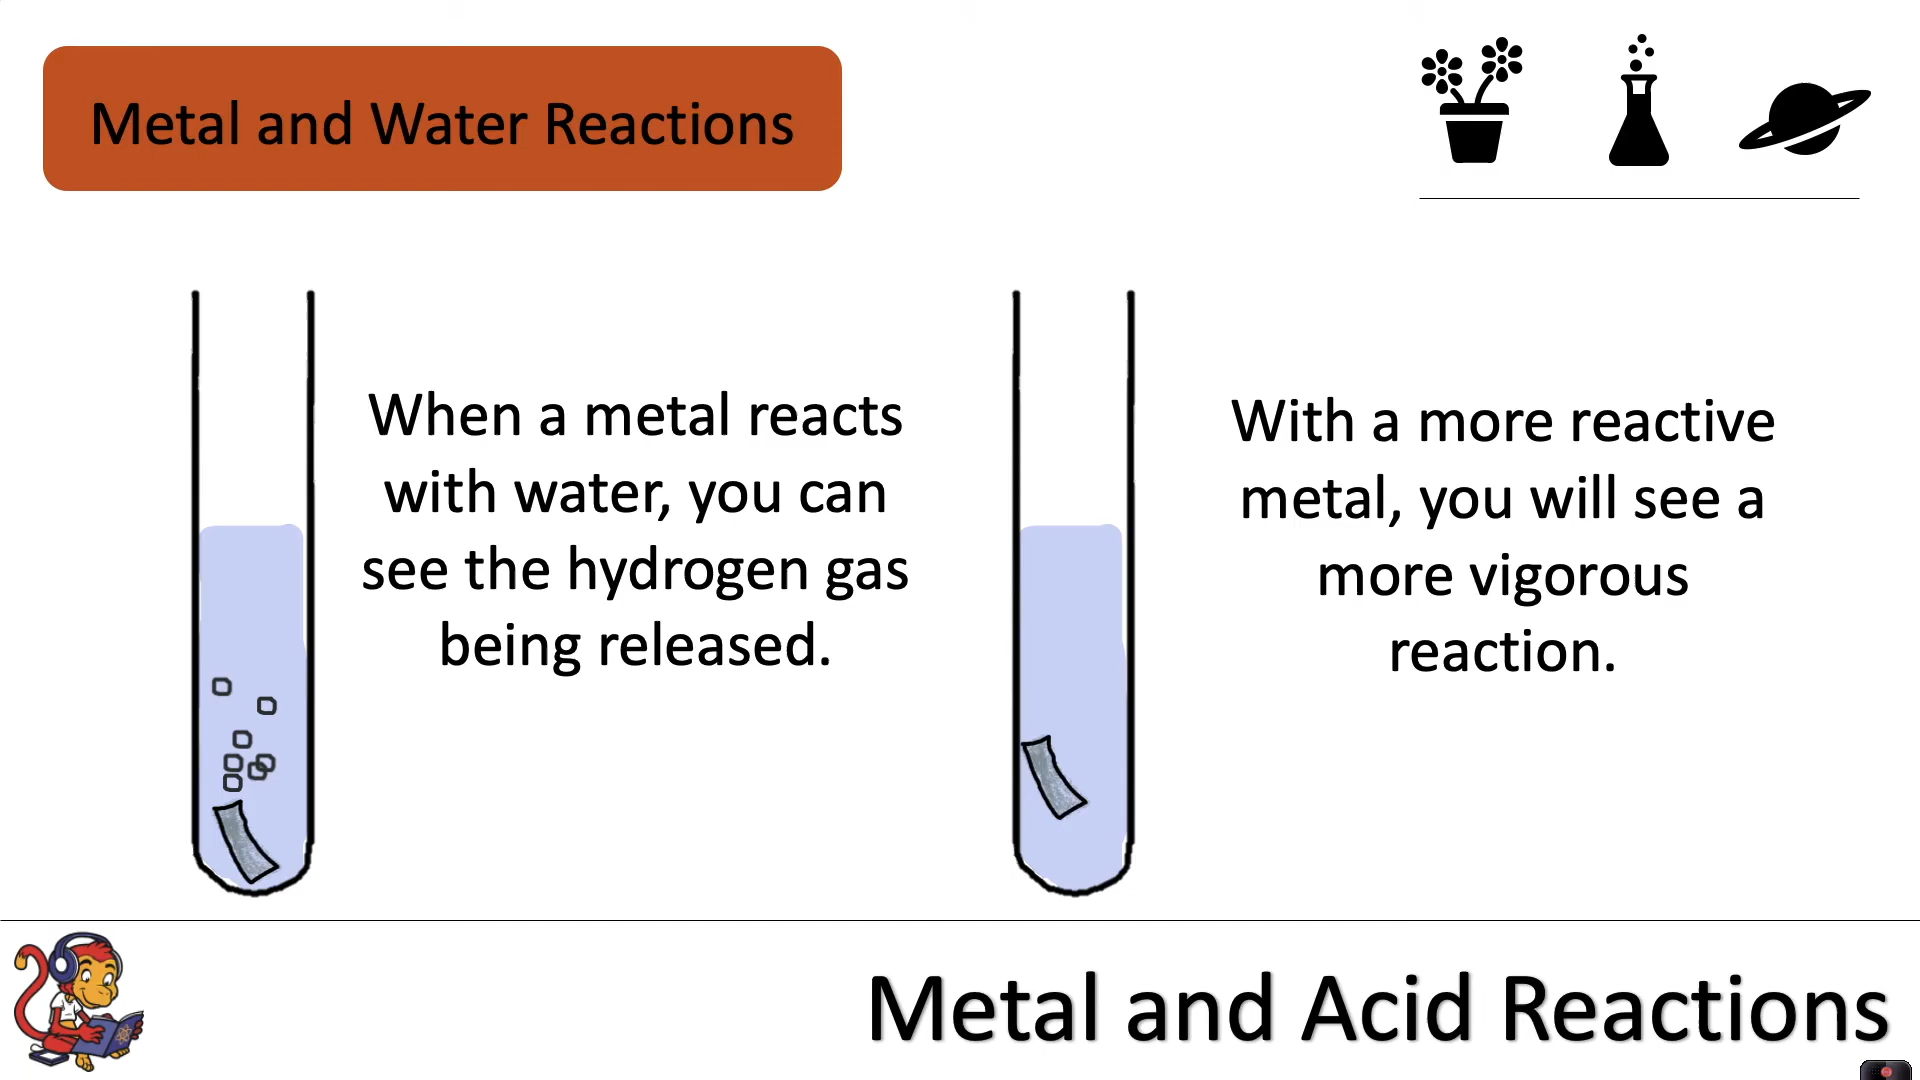 Metal and Water Reactions
When a metal reacts
with water, you can
see the hydrogen gas
being released.
With a more reactive
metal, you will see a
more vigorous
reaction.
Metal and Acid Reactions